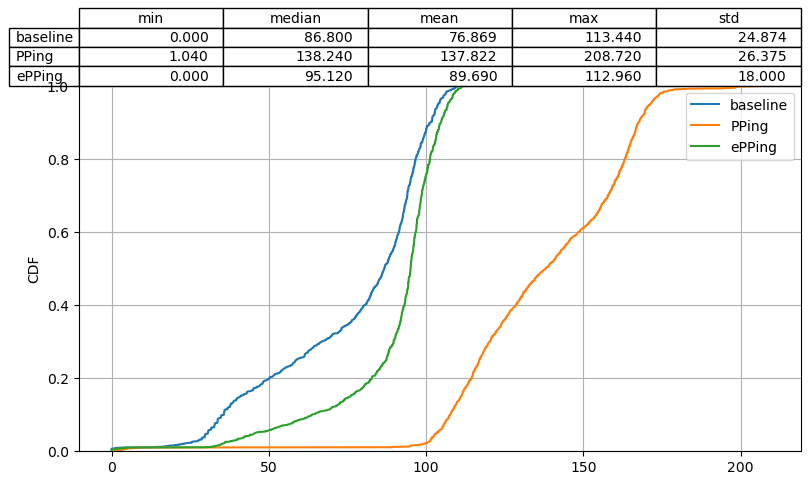 min median mean max std
baseline 0.000 86.800 76.869 113.440 24.874
PPing 1.040 138.240 137.822 208.720 26.375
ePPing 0.000 95.120 89.690 112.960 18.000
1.0
0.8
0.6
0.4
0.2
0.0
CDF
baseline
PPing
ePPing
0 50 100 150 200